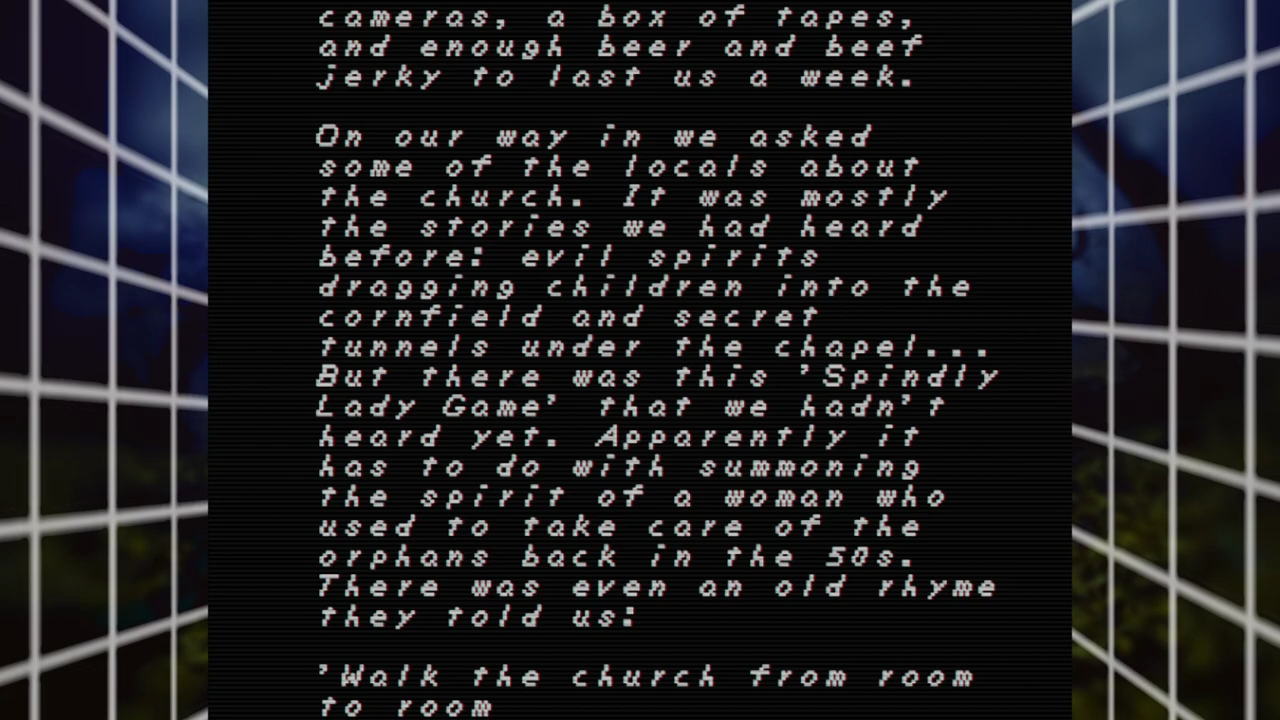 cameras, a box of tapes,
and enough beer and beef
jerky to last us a week.
On our way in we asked
some of the locals about
the church. It was mostly
the stories we had heard
before: evil spirits
dragging children into the
cornfield and secret
tunnels under the chapel...
But there was this 'Spindly
Lady Game' that we hadn't
heard yet. Apparently it
has to do with summoning
the spirit of a woman who
used to take care of the
orphans back in the 50s.
There was even an old rhyme
they told us:
'Walk the church from room
to room